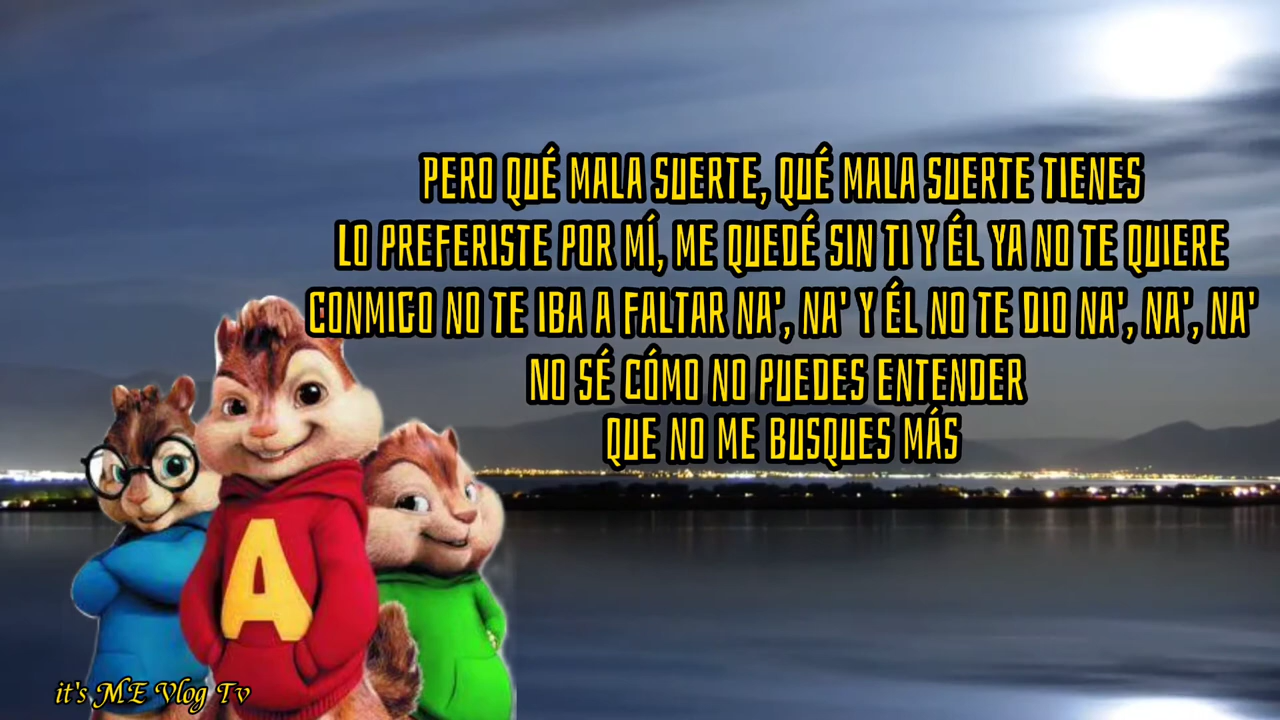 PERO QUÉ MALA SUERTE, QUÉ MALA SUERTE TIENES
LO PREFERISTE POR MÍ, ME QUEDÉ SIN TI Y ÉL YA NO TE QUIERE
CONMIGO NO TE IBA A FALTAR NA', NA' Y ÉL NO TE DIO NA', NA', NA'
NO SÉ CÓMO NO PUEDES ENTENDER
QUE NO ME BUSQUES MÁS
A
it's ME Vlog Tv